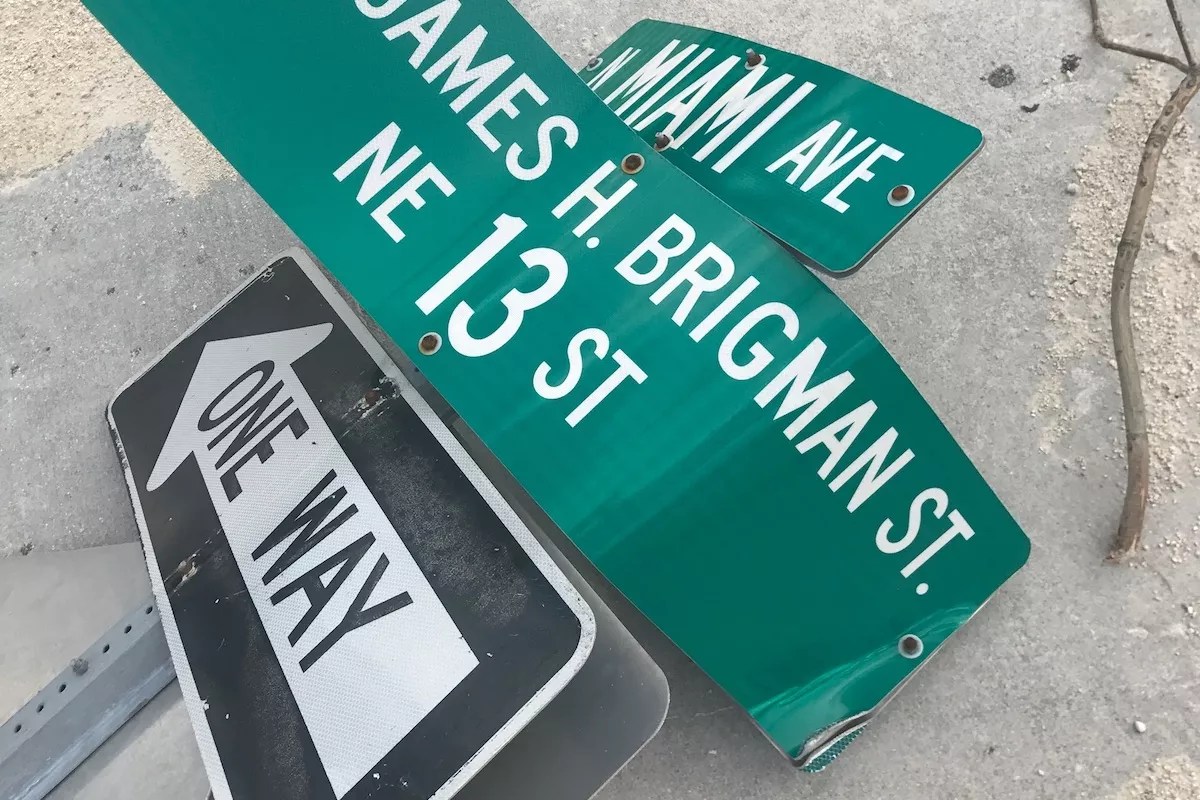 N MIAMI AVE
JAMES H. BRIGMAN ST.
NE 13 ST
ONE WAY